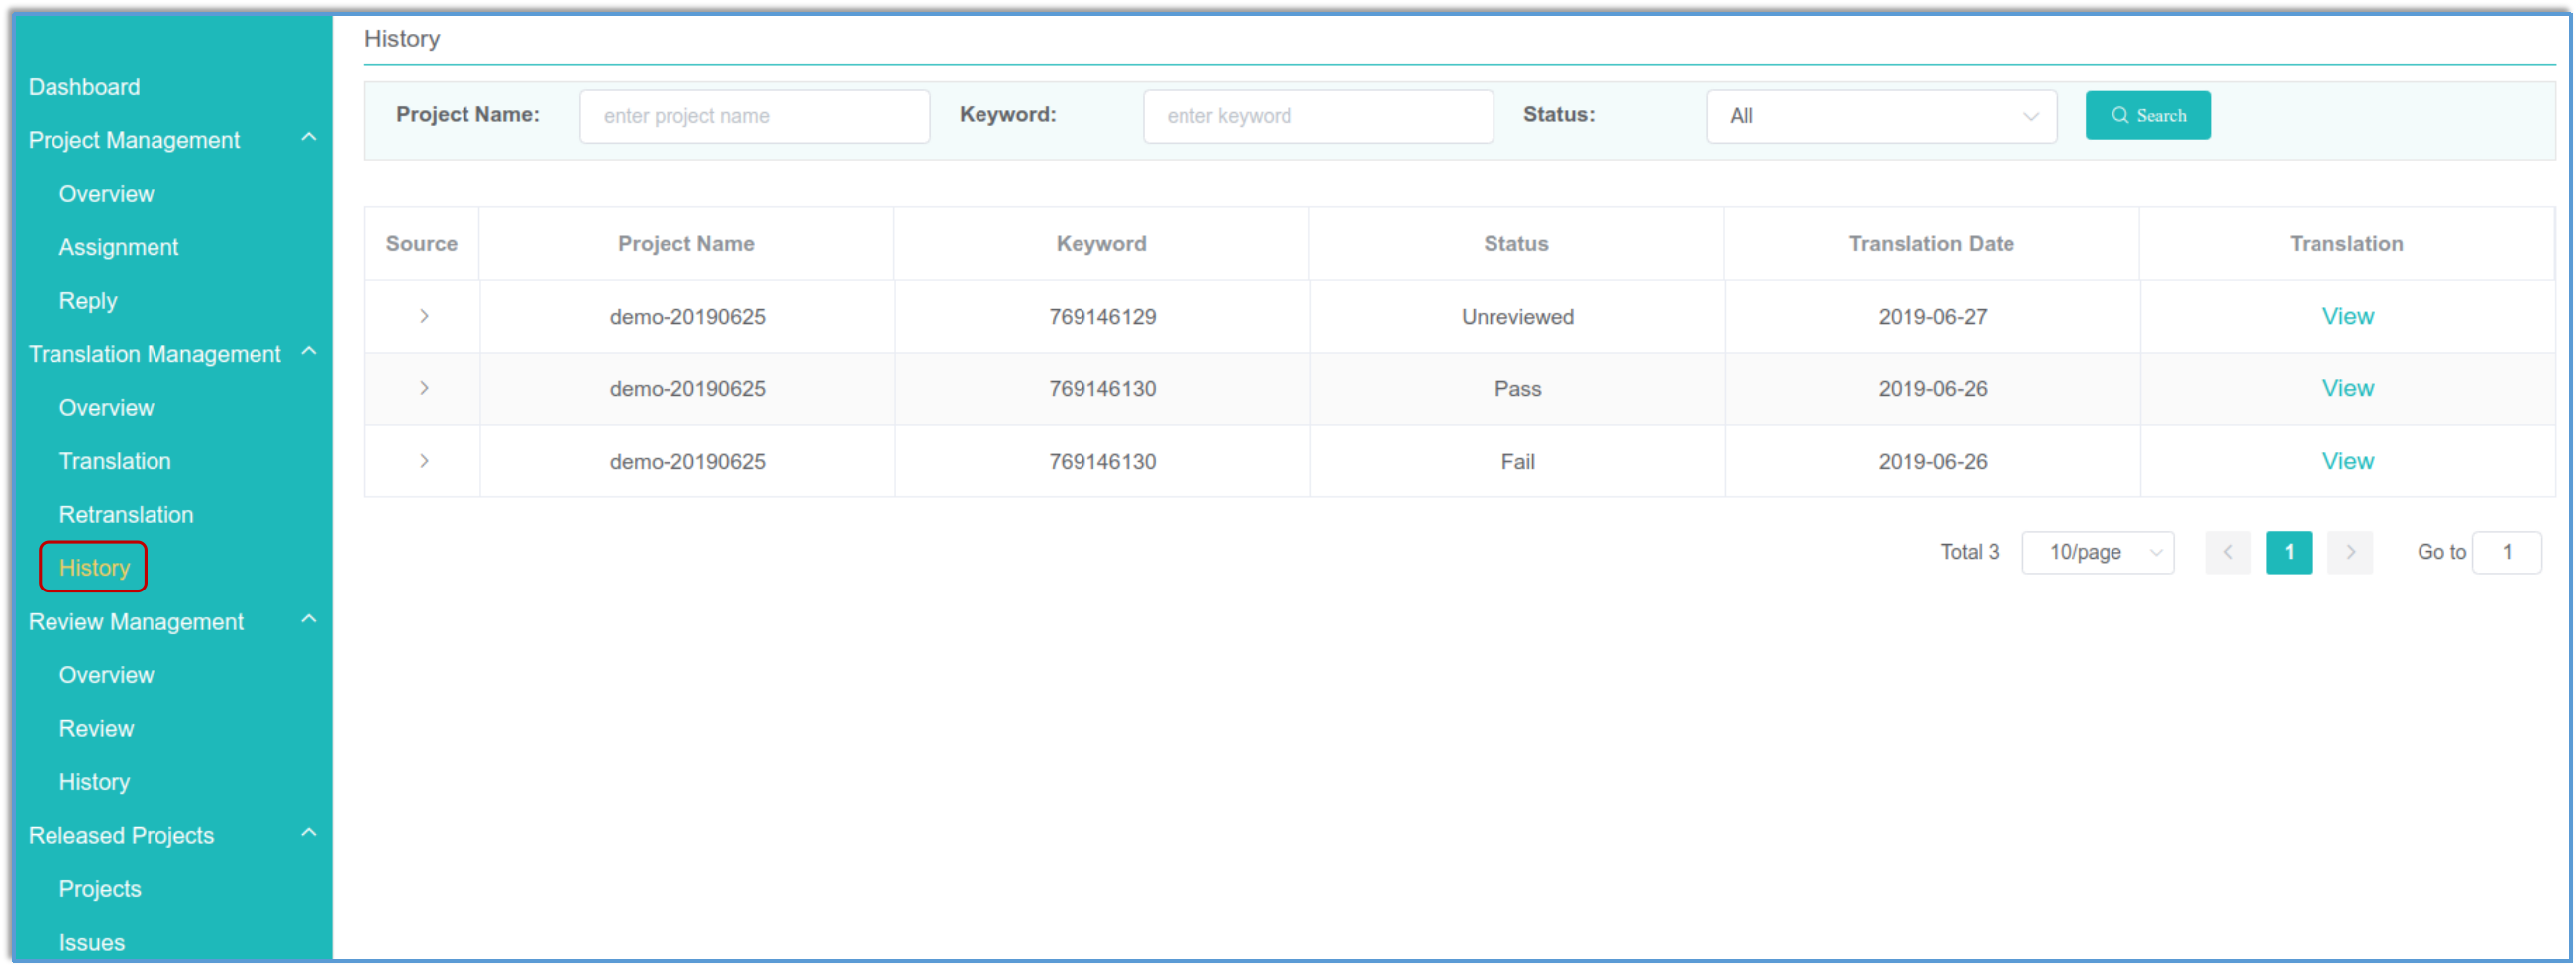 Dashboard
Project Management
Overview
Assignment
Reply
Translation Management
Overview
Translation
Retranslation
History
Review Management
Overview
Review
History
Released Projects
Projects
Issues
History
Project Name: enter project name Keyword: enter keyword Status: All Search
Source Project Name Keyword Status Translation Date Translation
demo-20190625 769146129 Unreviewed 2019-06-27 View
demo-20190625 769146130 Pass 2019-06-26 View
demo-20190625 769146130 Fail 2019-06-26 View
Total 3 10/page 1 Go to 1